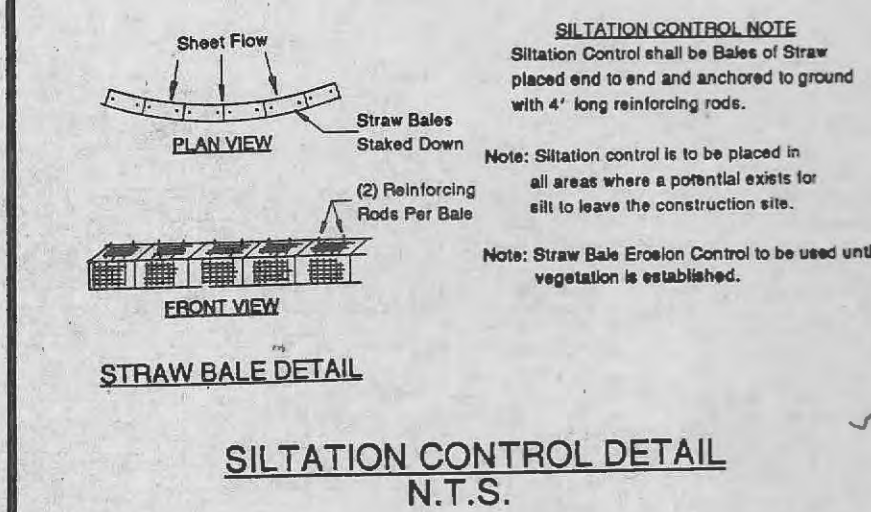 Sheet Flow
PLAN VIEW
Straw Bales
Staked Down
(2) Reinforcing
Rods Per Bale
FRONT VIEW
STRAW BALE DETAIL
SILTATION CONTROL NOTE
Siltation Control shall be Bales of Straw
placed end to end and anchored to ground
with 4' long reinforcing rods.
Note: Siltation control is to be placed in
all areas where a potential exists for
silt to leave the construction site.
Note: Straw Bale Erosion Control to be used unti
vegetation is established.
SILTATION CONTROL DETAIL
N.T.S.